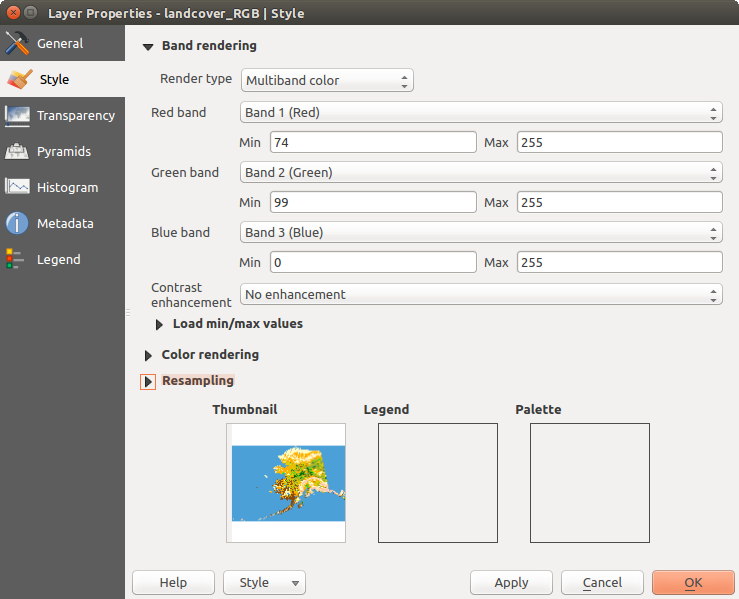 Layer Properties - landcover_RGB | Style
General
Style
Transparency
Pyramids
Histogram
Metadata
Legend
Band rendering
Render type Multiband color
Red band Band 1 (Red)
Min 74 Max 255
Green band Band 2 (Green)
Min 99 Max 255
Blue band Band 3 (Blue)
Min 0 Max 255
Contrast
enhancement No enhancement
Load min/max values
Color rendering
Resampling
Thumbnail Legend Palette
Help Style Apply Cancel OK